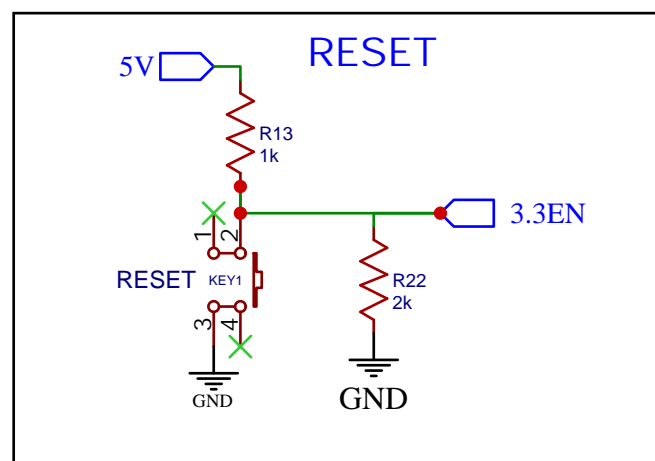 RESET
5V
R13
1k
3.3EN
1
2
RESET
KEY1
R22
2k
3
4
GND
GND